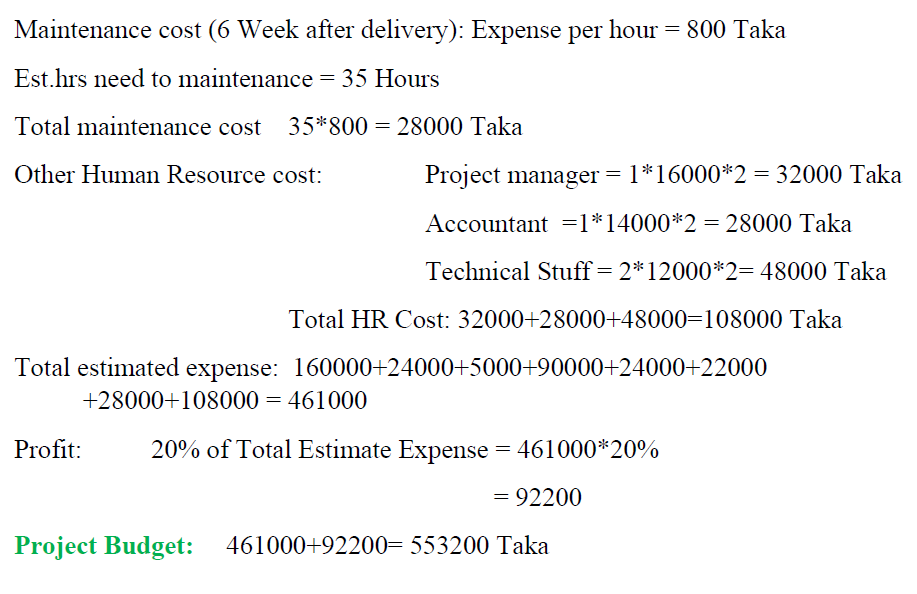 Maintenance cost (6 Week after delivery): Expense per hour = 800 Taka
Est.hrs need to maintenance = 35 Hours
Total maintenance cost 35*800 = 28000 Taka
Other Human Resource cost: Project manager = 1*16000*2 = 32000 Taka
Accountant =1*14000*2 = 28000 Taka
Technical Stuff = 2*12000*2= 48000 Taka
Total HR Cost: 32000+28000+48000=108000 Taka
Total estimated expense: 160000+24000+5000+90000+24000+22000
+28000+108000 = 461000
Profit: 20% of Total Estimate Expense = 461000*20%
= 92200
Project Budget: 461000+92200= 553200 Taka